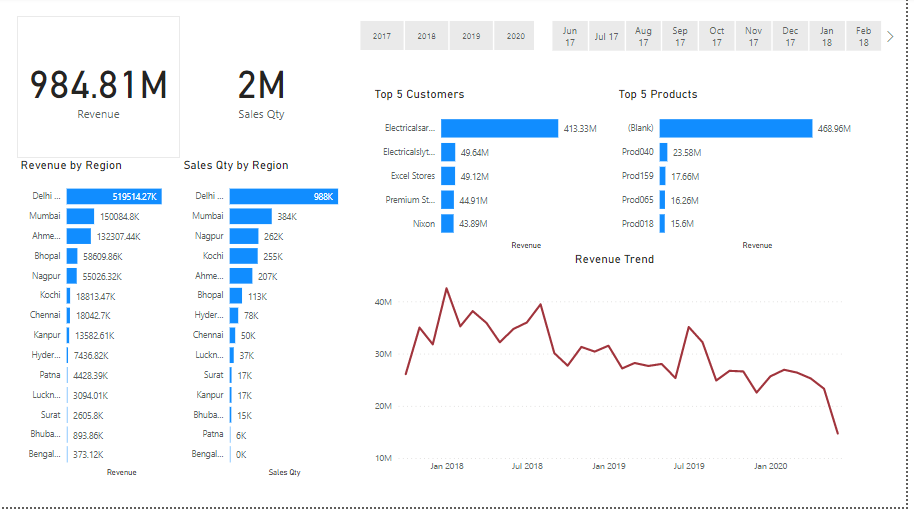 2017 2018 2019 2020
Jun 17 Jul 17 Aug 17 Sep 17 Oct 17 Nov 17 Dec 17 Jan 18 Feb 18
984.81M
Revenue
2M
Sales Qty
Revenue by Region
Delhi ... 519514.27K
Mumbai 150084.8K
Ahme... 132307.44K
Bhopal 58609.86K
Nagpur 55026.32K
Kochi 18813.47K
Chennai 18042.7K
Kanpur 13582.61K
Hyder... 7436.82K
Patna 4428.39K
Luckn... 3094.01K
Surat 2605.8K
Bhuba... 893.86K
Bengal... 373.12K
Revenue
Sales Qty by Region
Delhi ... 988K
Mumbai 384K
Nagpur 262K
Kochi 255K
Ahme... 207K
Bhopal 113K
Hyder... 78K
Chennai 50K
Luckn... 37K
Surat 17K
Kanpur 17K
Bhuba... 15K
Patna 6K
Bengal... 0K
Sales Qty
Top 5 Customers
Electricalsar... 413.33M
Electricalslyt... 49.64M
Excel Stores 49.12M
Premium St... 44.91M
Nixon 43.89M
Revenue
Top 5 Products
(Blank) 468.96M
Prod040 23.58M
Prod159 17.66M
Prod065 16.26M
Prod018 15.6M
Revenue
Revenue Trend
40M
30M
20M
10M
Jan 2018 Jul 2018 Jan 2019 Jul 2019 Jan 2020